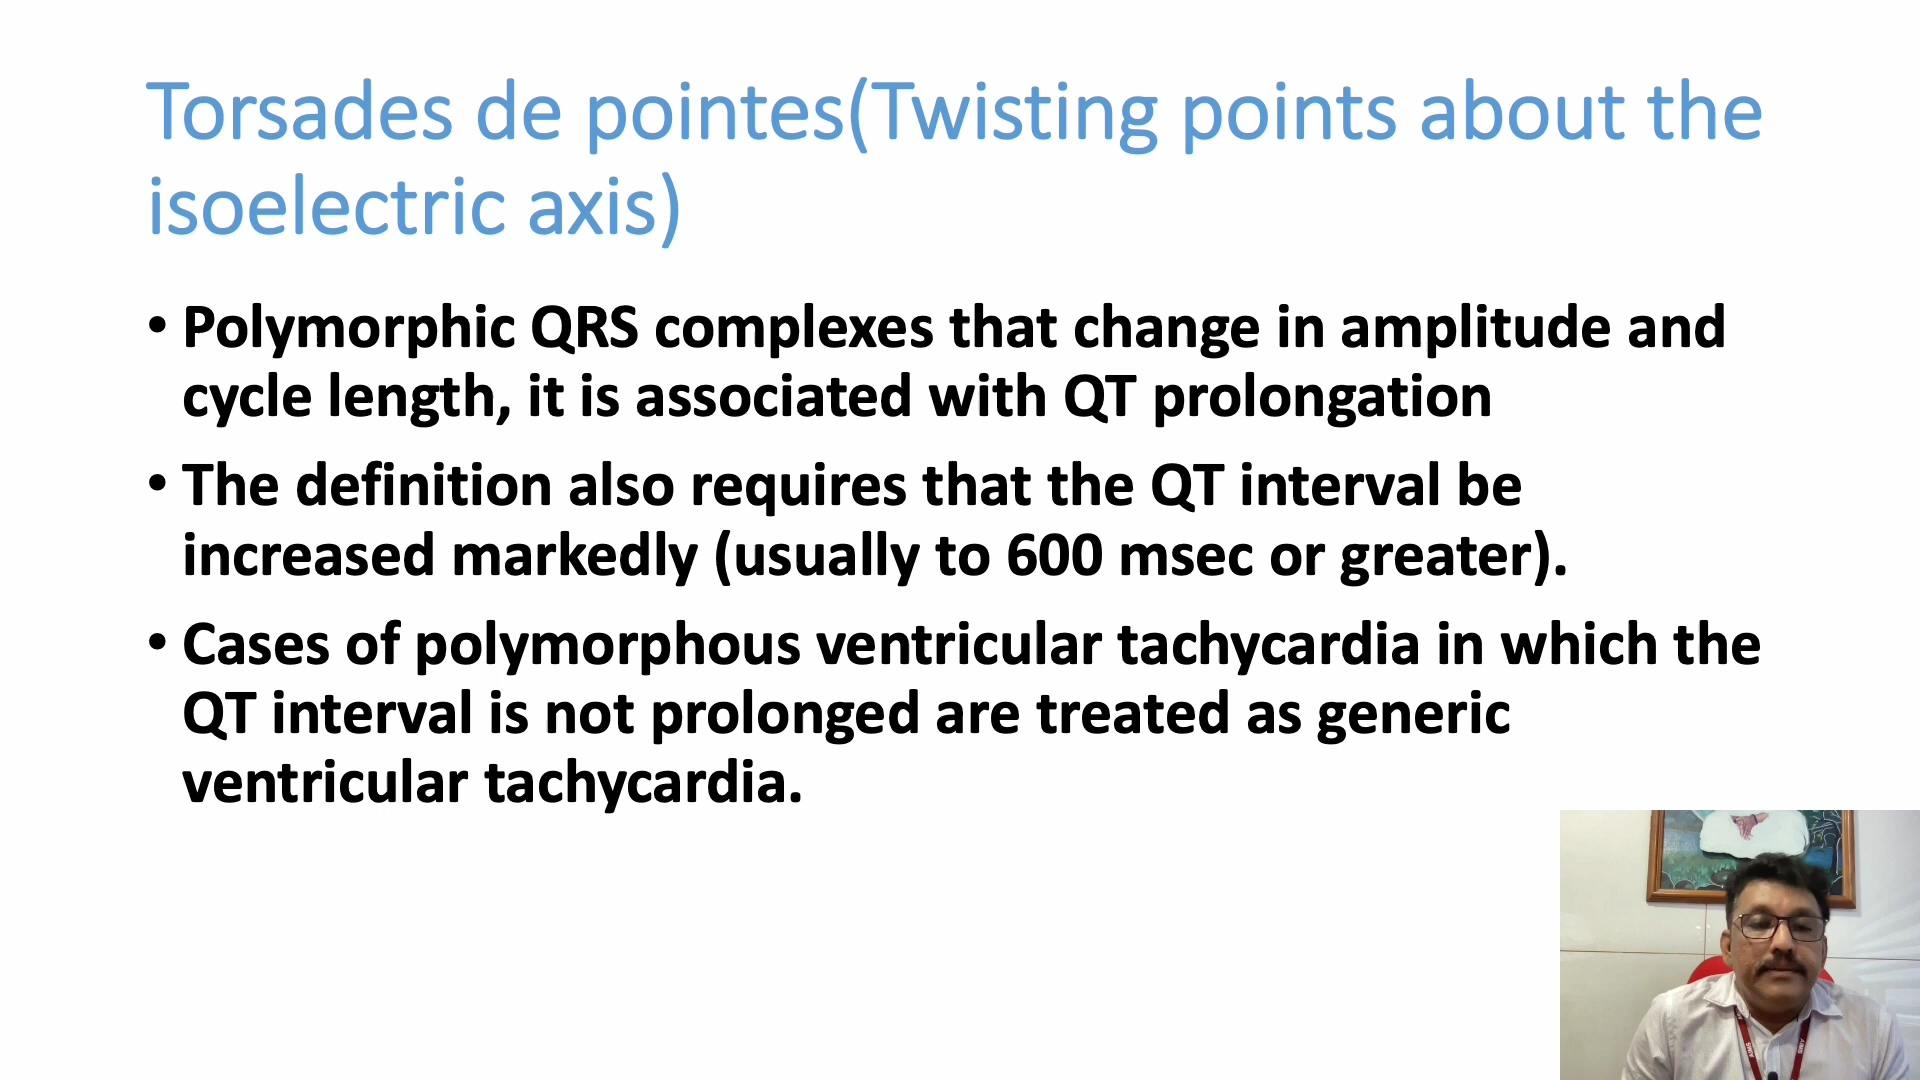 Torsades de pointes(Twisting points about the
isoelectric axis)
• Polymorphic QRS complexes that change in amplitude and
cycle length, it is associated with QT prolongation
• The definition also requires that the QT interval be
increased markedly (usually to 600 msec or greater).
• Cases of polymorphous ventricular tachycardia in which the
QT interval is not prolonged are treated as generic
ventricular tachycardia.